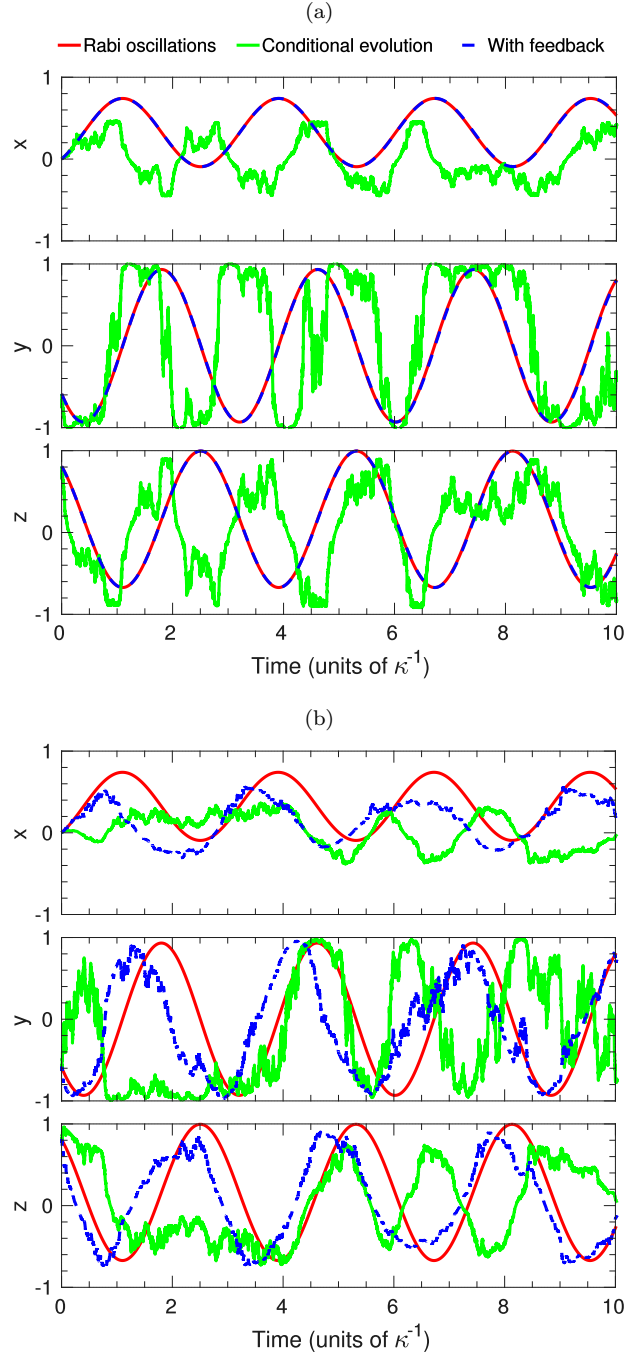 (a)
Rabi oscillations Conditional evolution With feedback
1
x
0
-1
1
y
0
-1
1
z
0
-1
0 2 4 6 8 10
Time (units of κ⁻¹)
(b)
1
x
0
-1
1
y
0
-1
1
z
0
-1
0 2 4 6 8 10
Time (units of κ⁻¹)